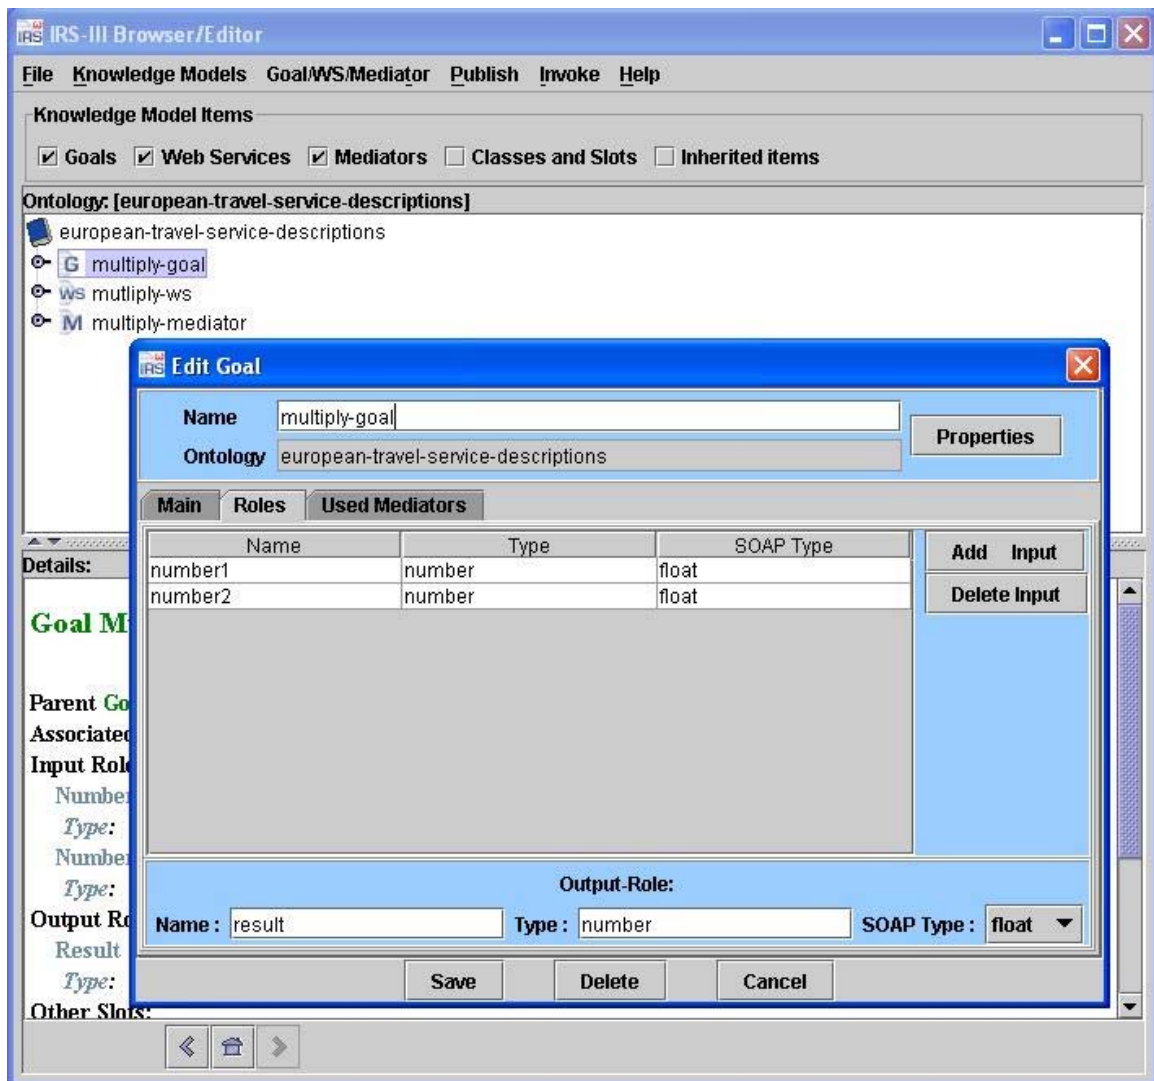 IRS-III Browser/Editor
File Knowledge Models Goal/WS/Mediator Publish Invoke Help
Knowledge Model Items
Goals Web Services Mediators Classes and Slots Inherited items
Ontology: [european-travel-service-descriptions]
european-travel-service-descriptions
G multiply-goal
WS mutliply-ws
M multiply-mediator
IRS Edit Goal
Name multiply-goal
Properties
Ontology european-travel-service-descriptions
Main Roles Used Mediators
Name Type SOAP Type
number1 number float
number2 number float
Add Input
Delete Input
Details:
Goal M
Parent Go
Associated
Input Role
Number
Type:
Number
Type:
Output Ro
Result
Type:
Other Slots:
Output-Role:
Name : result Type : number SOAP Type : float
Save Delete Cancel